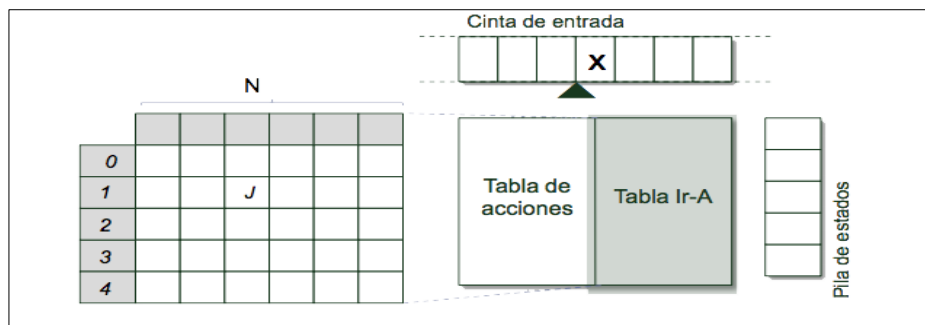 Cinta de entrada
X
N
0
1
J
2
3
4
Tabla de
acciones
Tabla Ir-A
Pila de estados